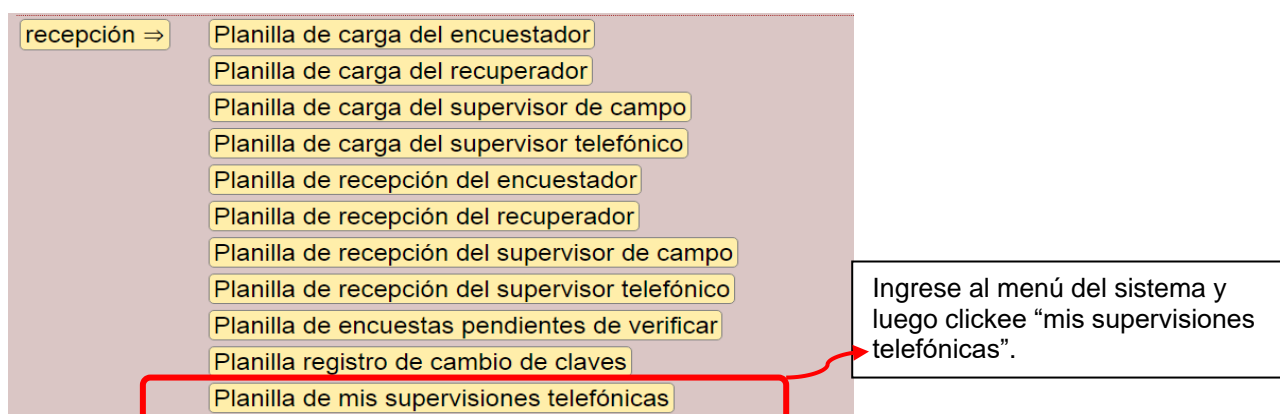 recepción ⇒ Planilla de carga del encuestador
Planilla de carga del recuperador
Planilla de carga del supervisor de campo
Planilla de carga del supervisor telefónico
Planilla de recepción del encuestador
Planilla de recepción del recuperador
Planilla de recepción del supervisor de campo
Planilla de recepción del supervisor telefónico
Planilla de encuestas pendientes de verificar
Planilla registro de cambio de claves
Planilla de mis supervisiones telefónicas
Ingrese al menú del sistema y
luego clickee “mis supervisiones
telefónicas”.